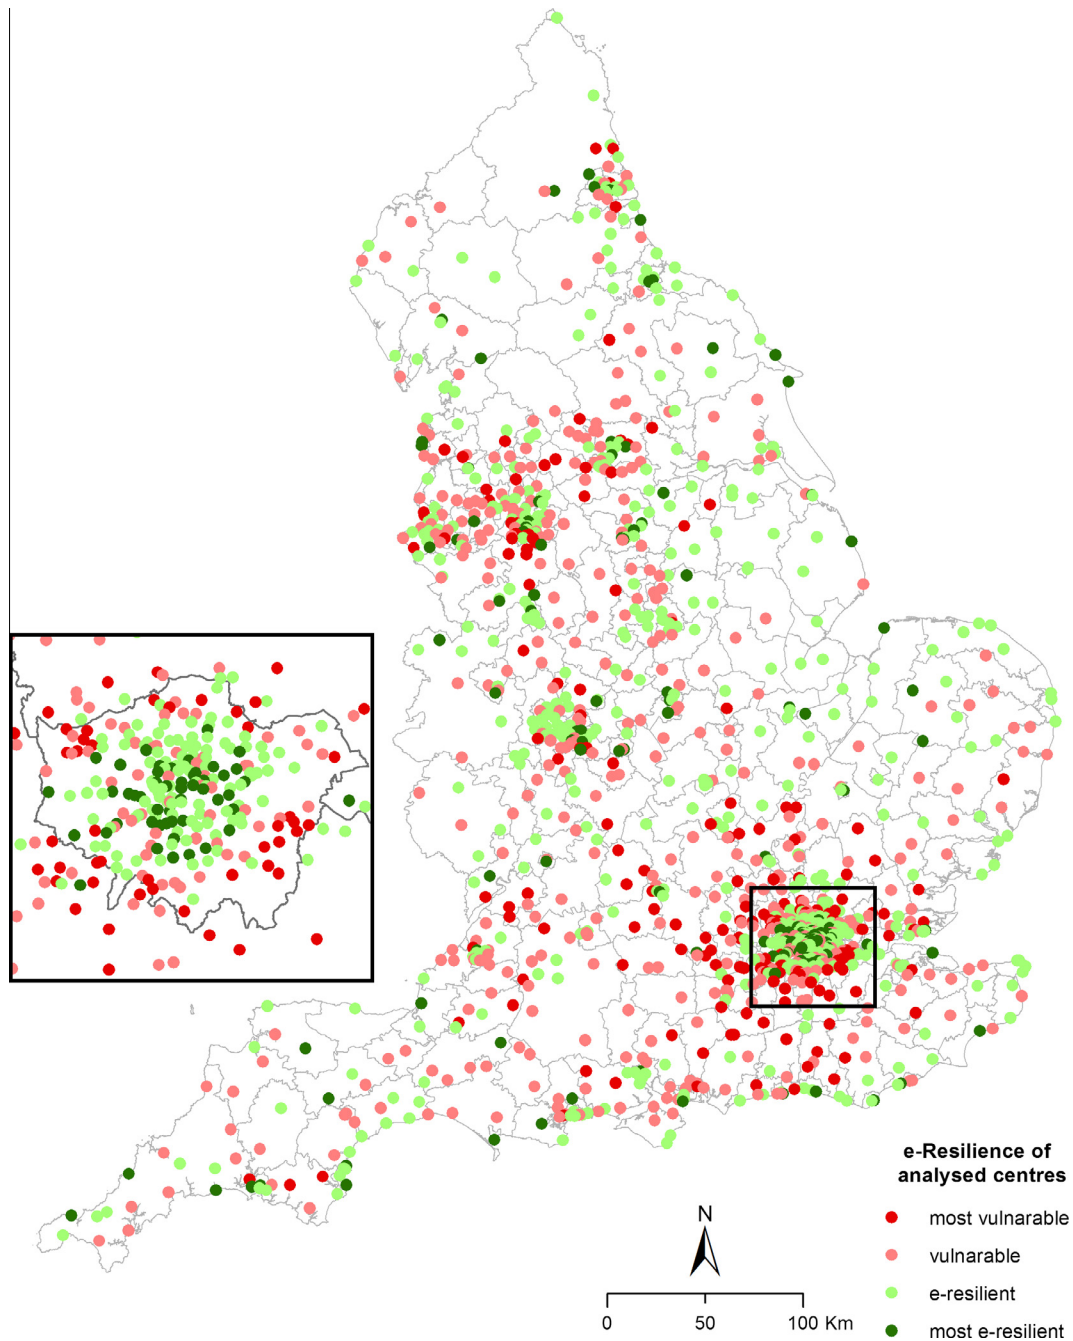 e-Resilience of
analysed centres
most vulnarable
vulnarable
e-resilient
most e-resilient
N
0 50 100 Km